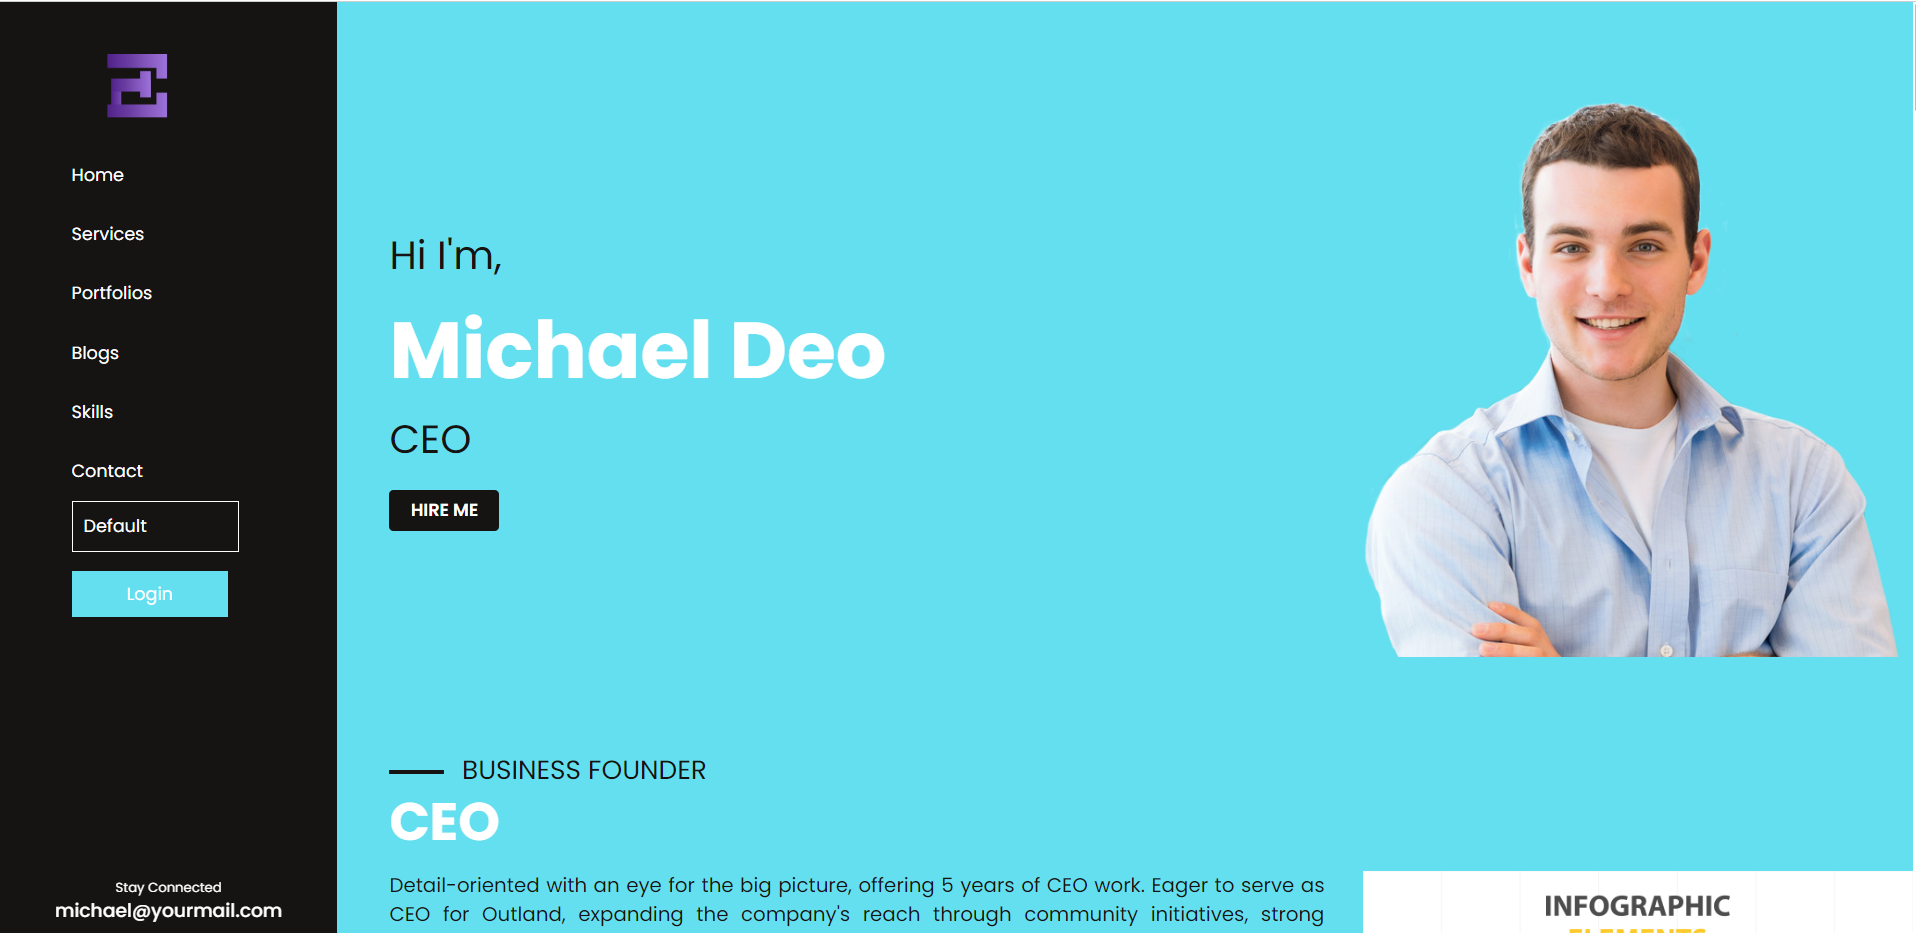 Home
Services
Portfolios
Blogs
Skills
Contact
Default
Login
Stay Connected
michael@yourmail.com
Hi I'm,
Michael Deo
CEO
HIRE ME
BUSINESS FOUNDER
CEO
Detail-oriented with an eye for the big picture, offering 5 years of CEO work. Eager to serve as
CEO for Outland, expanding the company's reach through community initiatives, strong
INFOGRAPHIC
ELEMENTS